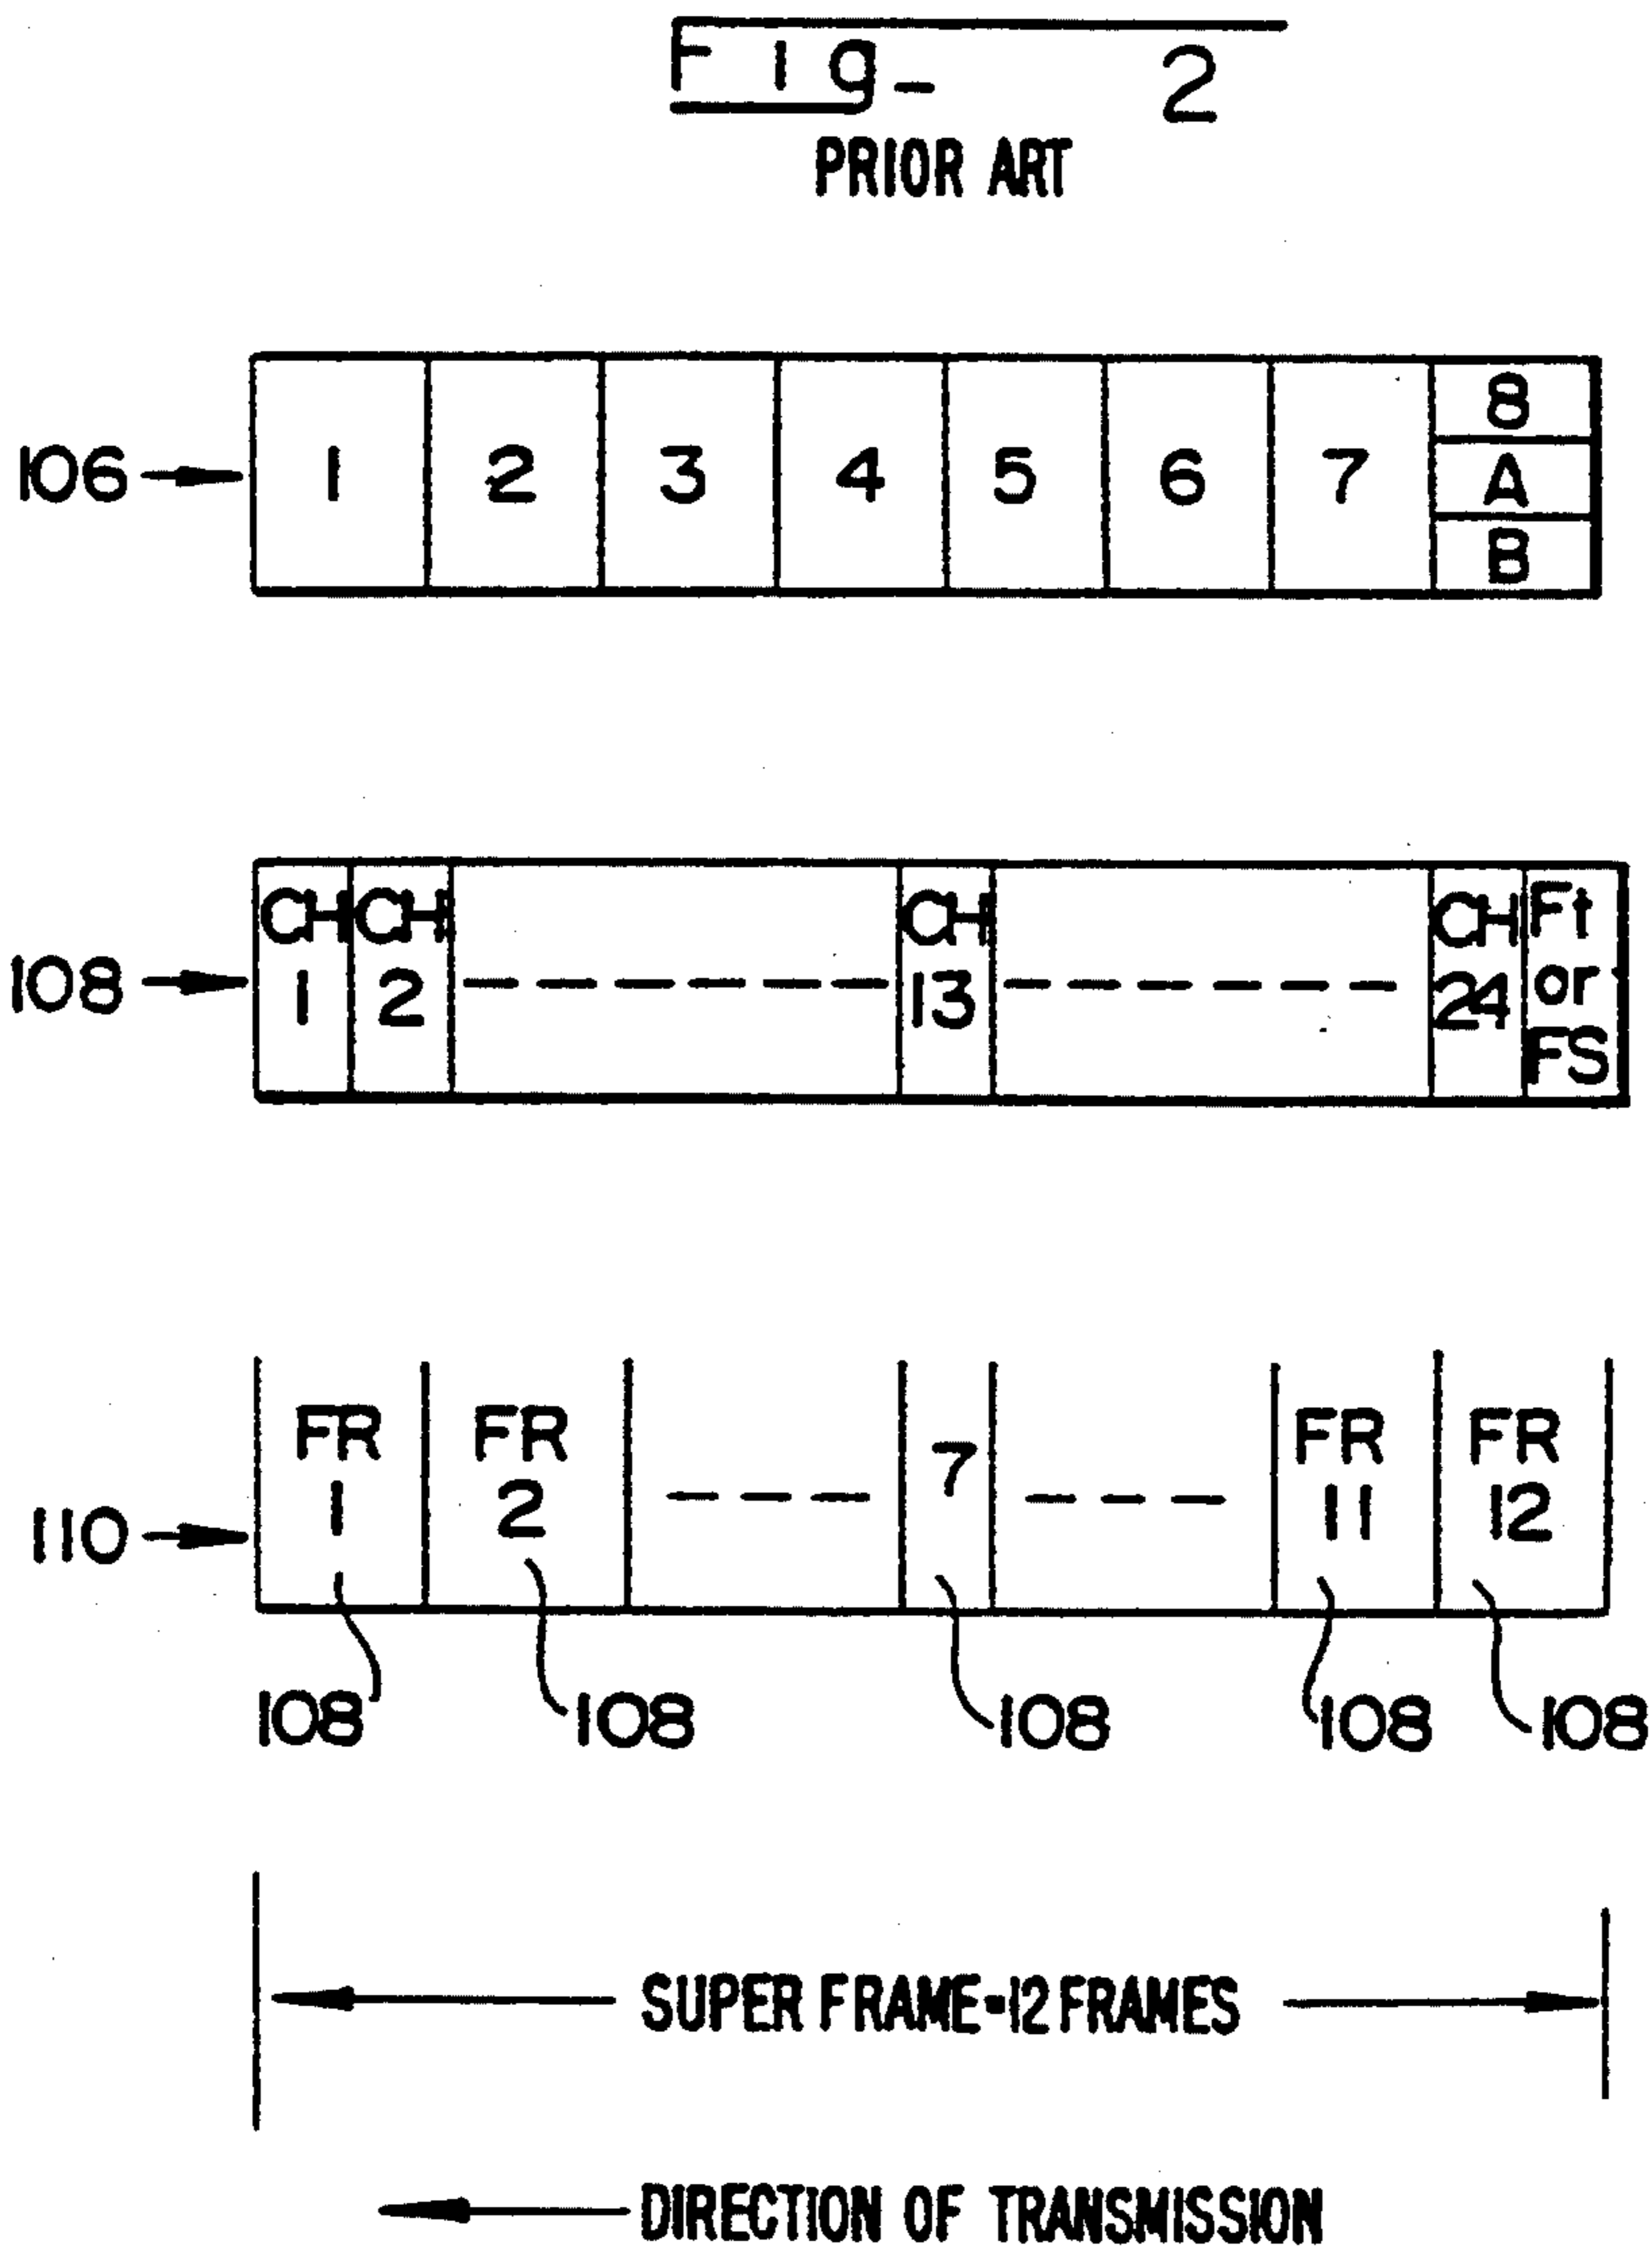 Fig_ 2
PRIOR ART
106 1 2 3 4 5 6 7 8 A B
108 CH 1 CH 2 CH 13 CH 24 Ft or FS
110 FR 1 FR 2 7 FR 11 FR 12
108 108 108 108 108
SUPER FRAME=12 FRAMES
DIRECTION OF TRANSMISSION